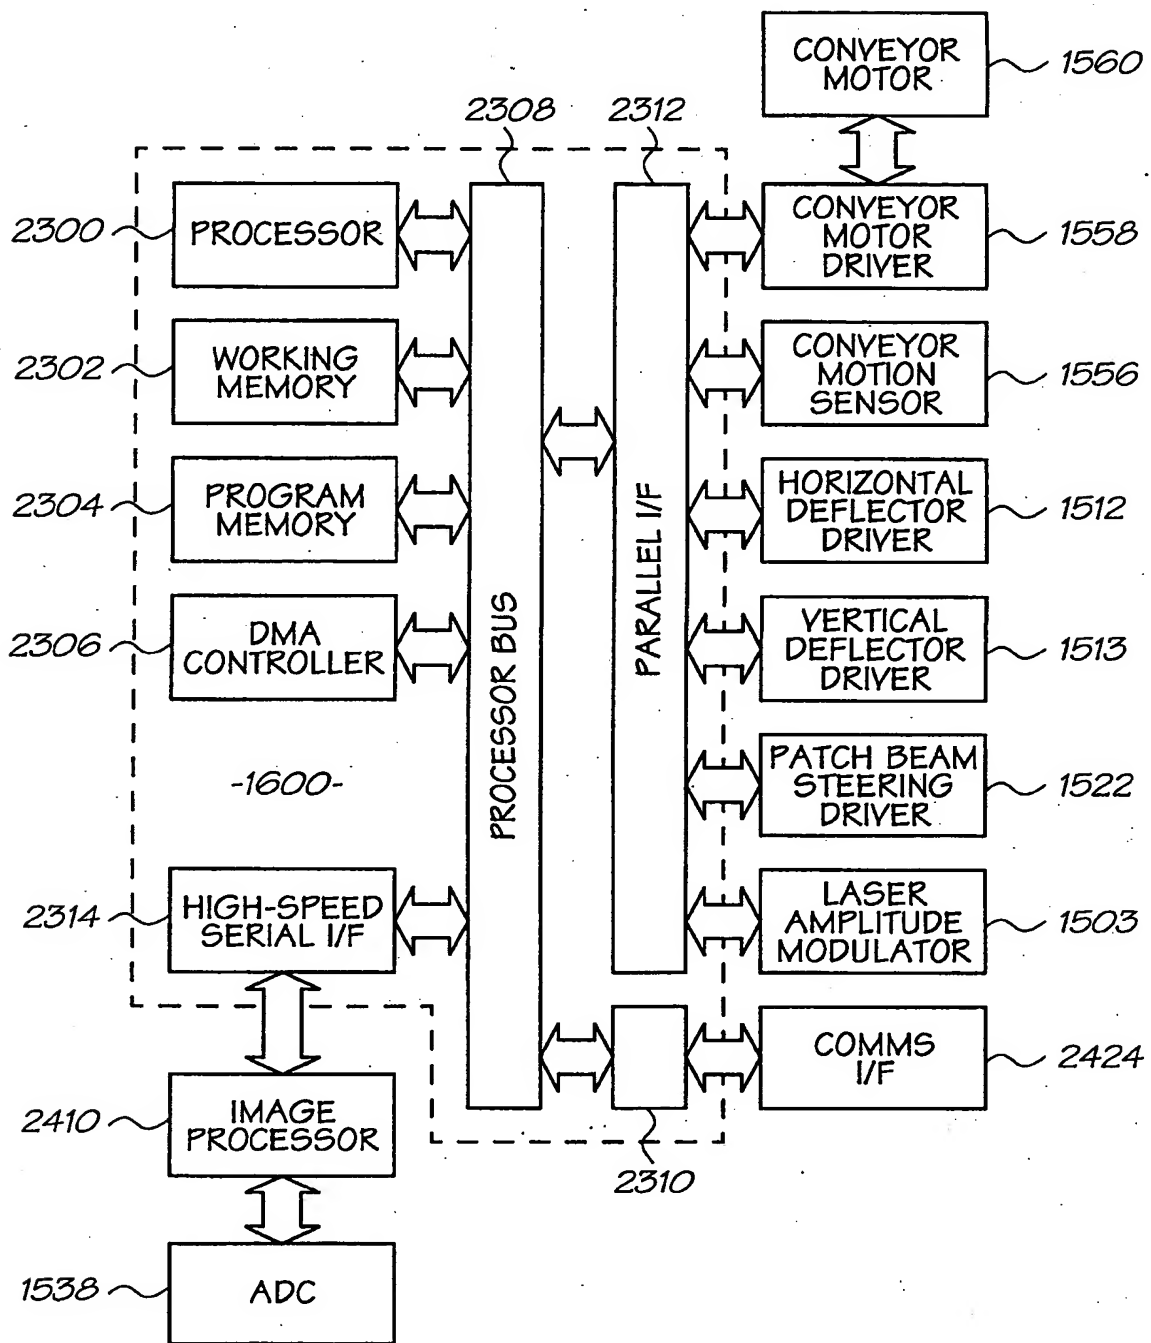 CONVEYOR
MOTOR
1560
2308
2312
2300
PROCESSOR
CONVEYOR
MOTOR
DRIVER
1558
2302
WORKING
MEMORY
CONVEYOR
MOTION
SENSOR
1556
2304
PROGRAM
MEMORY
HORIZONTAL
DEFLECTOR
DRIVER
1512
2306
DMA
CONTROLLER
PROCESSOR BUS
PARALLEL I/F
VERTICAL
DEFLECTOR
DRIVER
1513
-1600-
PATCH BEAM
STEERING
DRIVER
1522
2314
HIGH-SPEED
SERIAL I/F
LASER
AMPLITUDE
MODULATOR
1503
COMMS
I/F
2424
2410
IMAGE
PROCESSOR
2310
1538
ADC